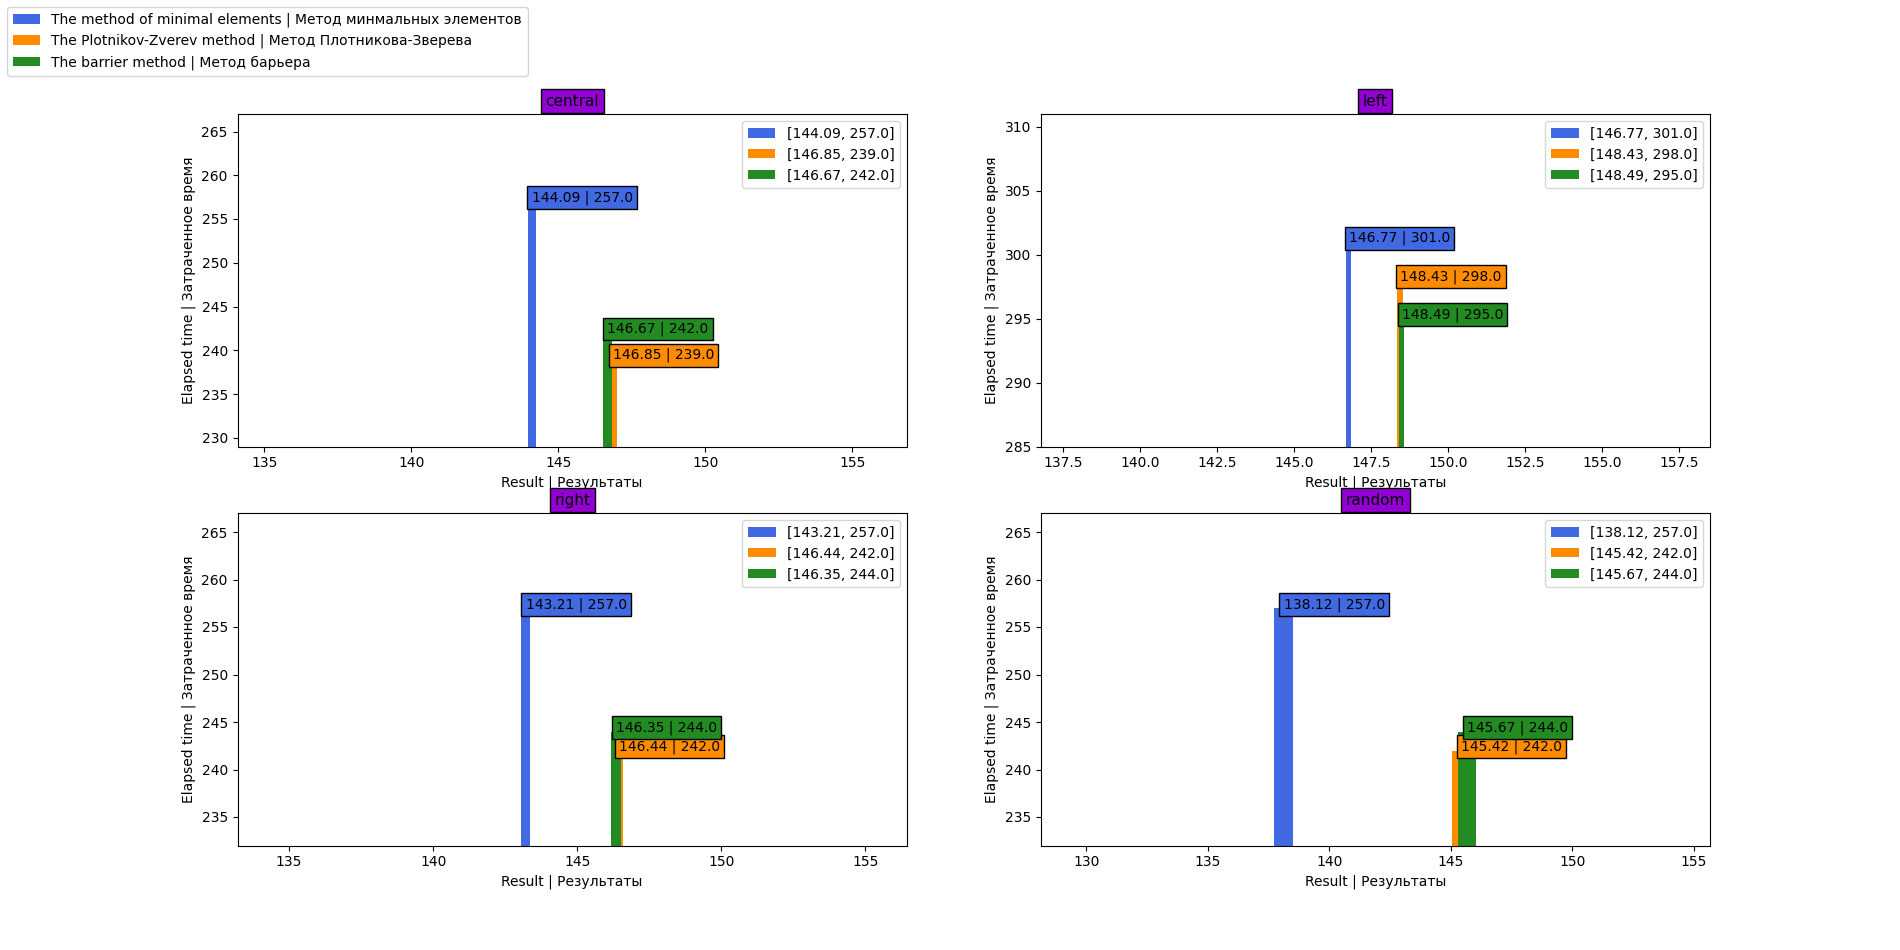 The method of minimal elements | Метод минмальных элементов
The Plotnikov-Zverev method | Метод Плотникова-Зверева
The barrier method | Метод барьера
central
265
260
255
250
245
240
235
230
Elapsed time | Затраченное время
[144.09, 257.0]
[146.85, 239.0]
[146.67, 242.0]
144.09 | 257.0
146.67 | 242.0
146.85 | 239.0
135 140 145 150 155
Result | Результаты
left
310
305
300
295
290
285
Elapsed time | Затраченное время
[146.77, 301.0]
[148.43, 298.0]
[148.49, 295.0]
146.77 | 301.0
148.43 | 298.0
148.49 | 295.0
137.5 140.0 142.5 145.0 147.5 150.0 152.5 155.0 157.5
Result | Результаты
right
265
260
255
250
245
240
235
Elapsed time | Затраченное время
[143.21, 257.0]
[146.44, 242.0]
[146.35, 244.0]
143.21 | 257.0
146.35 | 244.0
146.44 | 242.0
135 140 145 150 155
Result | Результаты
random
265
260
255
250
245
240
235
Elapsed time | Затраченное время
[138.12, 257.0]
[145.42, 242.0]
[145.67, 244.0]
138.12 | 257.0
145.67 | 244.0
145.42 | 242.0
130 135 140 145 150 155
Result | Результаты